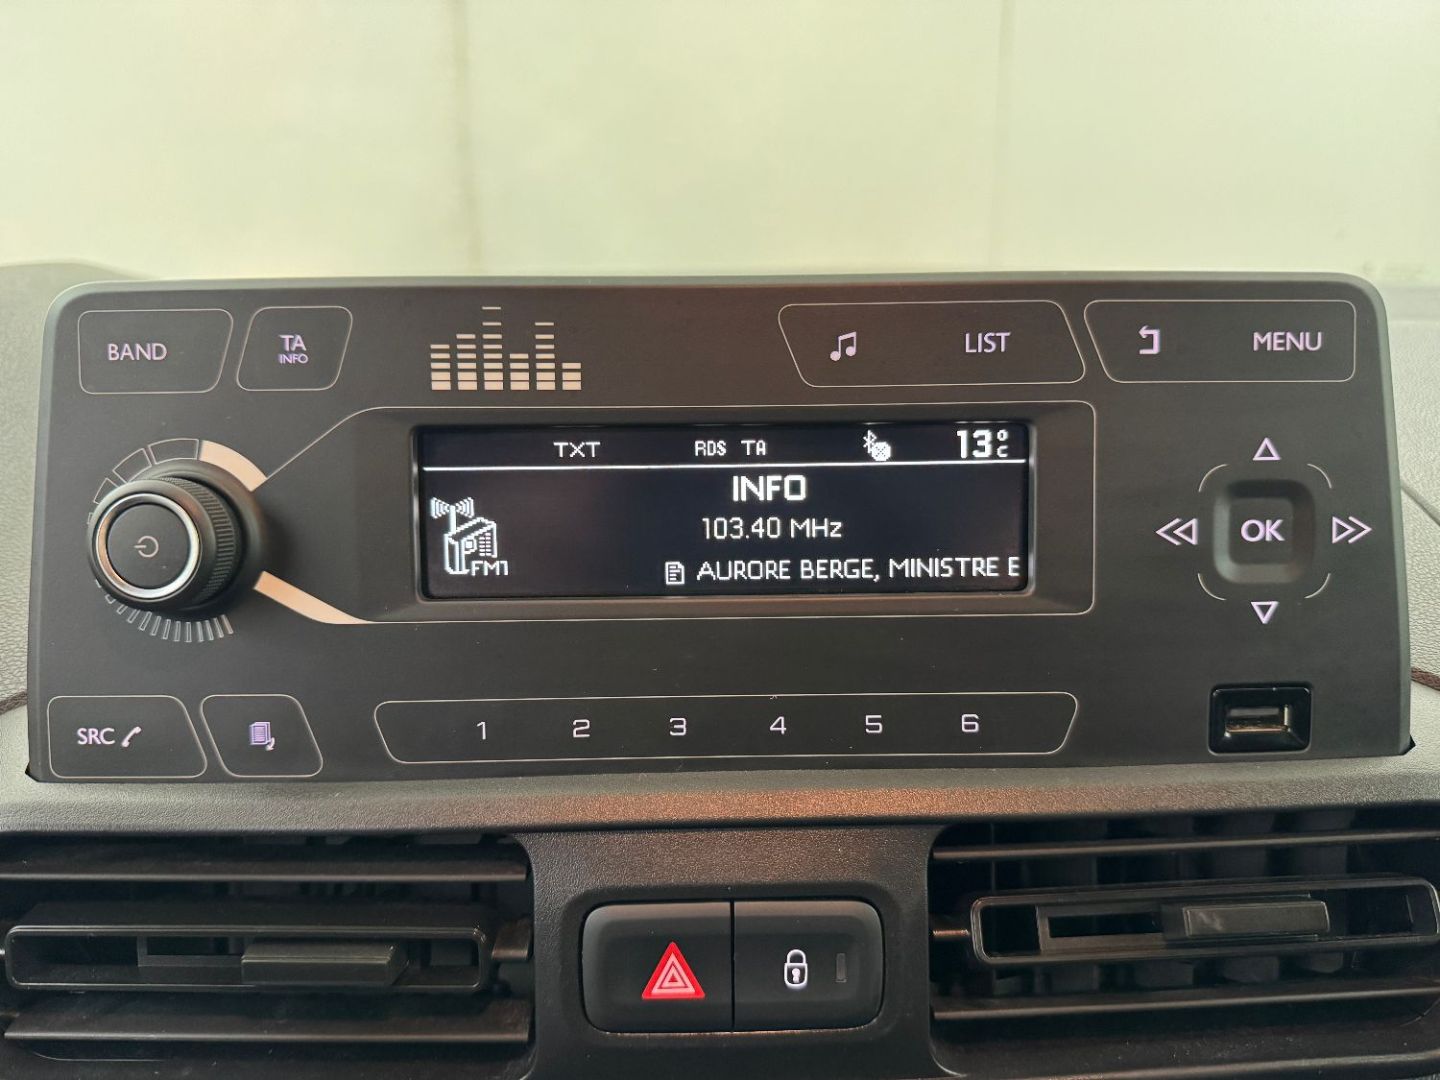 BAND
TA
INFO
LIST
MENU
TXT RDS TA 13°C
INFO
103.40 MHz
FM1
AURORE BERGE, MINISTRE E
OK
SRC
1 2 3 4 5 6